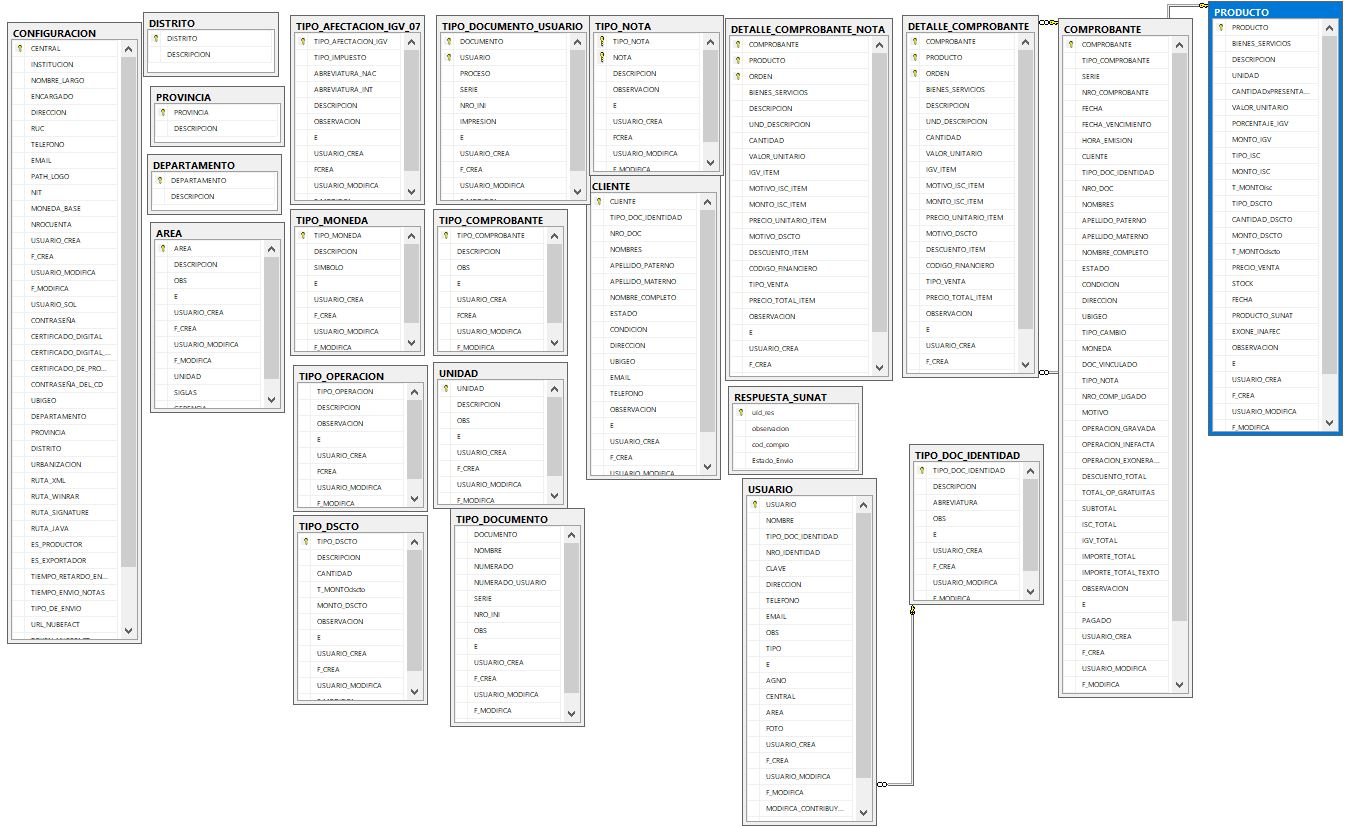 CONFIGURACION
CENTRAL
INSTITUCION
NOMBRE_LARGO
ENCARGADO
DIRECCION
RUC
TELEFONO
EMAIL
PATH_LOGO
NIT
MONEDA_BASE
NROCUENTA
USUARIO_CREA
F_CREA
USUARIO_MODIFICA
F_MODIFICA
USUARIO_SOL
CONTRASEÑA
CERTIFICADO_DIGITAL
CERTIFICADO_DIGITAL_...
CERTIFICADO_DE_PRO...
CONTRASEÑA_DEL_CD
UBIGEO
DEPARTAMENTO
PROVINCIA
DISTRITO
URBANIZACION
RUTA_XML
RUTA_WINRAR
RUTA_SIGNATURE
RUTA_JAVA
ES_PRODUCTOR
ES_EXPORTADOR
TIEMPO_RETARDO_EN...
TIEMPO_ENVIO_NOTAS
TIPO_DE_ENVIO
URL_NUBEFACT
DISTRITO
DISTRITO
DESCRIPCION
PROVINCIA
PROVINCIA
DESCRIPCION
DEPARTAMENTO
DEPARTAMENTO
DESCRIPCION
AREA
AREA
DESCRIPCION
OBS
E
USUARIO_CREA
F_CREA
USUARIO_MODIFICA
F_MODIFICA
UNIDAD
SIGLAS
GERENCIA
TIPO_AFECTACION_IGV_07
TIPO_AFECTACION_IGV
TIPO_IMPUESTO
ABREVIATURA_NAC
ABREVIATURA_INT
DESCRIPCION
OBSERVACION
E
USUARIO_CREA
FCREA
USUARIO_MODIFICA
TIPO_MONEDA
TIPO_MONEDA
DESCRIPCION
SIMBOLO
E
USUARIO_CREA
F_CREA
USUARIO_MODIFICA
F_MODIFICA
TIPO_OPERACION
TIPO_OPERACION
DESCRIPCION
OBSERVACION
E
USUARIO_CREA
FCREA
USUARIO_MODIFICA
F_MODIFICA
TIPO_DSCTO
TIPO_DSCTO
DESCRIPCION
CANTIDAD
T_MONTOdscto
MONTO_DSCTO
OBSERVACION
E
USUARIO_CREA
F_CREA
USUARIO_MODIFICA
TIPO_DOCUMENTO_USUARIO
DOCUMENTO
USUARIO
PROCESO
SERIE
NRO_INI
IMPRESION
E
USUARIO_CREA
F_CREA
USUARIO_MODIFICA
TIPO_COMPROBANTE
TIPO_COMPROBANTE
DESCRIPCION
OBS
E
USUARIO_CREA
FCREA
USUARIO_MODIFICA
F_MODIFICA
UNIDAD
UNIDAD
DESCRIPCION
OBS
E
USUARIO_CREA
F_CREA
USUARIO_MODIFICA
F_MODIFICA
TIPO_DOCUMENTO
DOCUMENTO
NOMBRE
NUMERADO
NUMERADO_USUARIO
SERIE
NRO_INI
OBS
E
USUARIO_CREA
F_CREA
USUARIO_MODIFICA
F_MODIFICA
TIPO_NOTA
TIPO_NOTA
NOTA
DESCRIPCION
OBSERVACION
E
USUARIO_CREA
FCREA
USUARIO_MODIFICA
F_MODIFICA
CLIENTE
CLIENTE
TIPO_DOC_IDENTIDAD
NRO_DOC
NOMBRES
APELLIDO_PATERNO
APELLIDO_MATERNO
NOMBRE_COMPLETO
ESTADO
CONDICION
DIRECCION
UBIGEO
EMAIL
TELEFONO
OBSERVACION
E
USUARIO_CREA
F_CREA
USUARIO_MODIFICA
DETALLE_COMPROBANTE_NOTA
COMPROBANTE
PRODUCTO
ORDEN
BIENES_SERVICIOS
DESCRIPCION
UND_DESCRIPCION
CANTIDAD
VALOR_UNITARIO
IGV_ITEM
MOTIVO_ISC_ITEM
MONTO_ISC_ITEM
PRECIO_UNITARIO_ITEM
MOTIVO_DSCTO
DESCUENTO_ITEM
CODIGO_FINANCIERO
TIPO_VENTA
PRECIO_TOTAL_ITEM
OBSERVACION
E
USUARIO_CREA
F_CREA
RESPUESTA_SUNAT
uid_res
observacion
cod_compro
Estado_Envio
USUARIO
USUARIO
NOMBRE
TIPO_DOC_IDENTIDAD
NRO_IDENTIDAD
CLAVE
DIRECCION
TELEFONO
EMAIL
OBS
TIPO
E
AGNO
CENTRAL
AREA
FOTO
USUARIO_CREA
F_CREA
USUARIO_MODIFICA
F_MODIFICA
MODIFICA_CONTRIBUY...
DETALLE_COMPROBANTE
COMPROBANTE
PRODUCTO
ORDEN
BIENES_SERVICIOS
DESCRIPCION
UND_DESCRIPCION
CANTIDAD
VALOR_UNITARIO
IGV_ITEM
MOTIVO_ISC_ITEM
MONTO_ISC_ITEM
PRECIO_UNITARIO_ITEM
MOTIVO_DSCTO
DESCUENTO_ITEM
CODIGO_FINANCIERO
TIPO_VENTA
PRECIO_TOTAL_ITEM
OBSERVACION
E
USUARIO_CREA
F_CREA
TIPO_DOC_IDENTIDAD
TIPO_DOC_IDENTIDAD
DESCRIPCION
ABREVIATURA
OBS
E
USUARIO_CREA
F_CREA
USUARIO_MODIFICA
F_MODIFICA
COMPROBANTE
COMPROBANTE
TIPO_COMPROBANTE
SERIE
NRO_COMPROBANTE
FECHA
FECHA_VENCIMIENTO
HORA_EMISION
CLIENTE
TIPO_DOC_IDENTIDAD
NRO_DOC
NOMBRES
APELLIDO_PATERNO
APELLIDO_MATERNO
NOMBRE_COMPLETO
ESTADO
CONDICION
DIRECCION
UBIGEO
TIPO_CAMBIO
MONEDA
DOC_VINCULADO
TIPO_NOTA
NRO_COMP_LIGADO
MOTIVO
OPERACION_GRAVADA
OPERACION_INEFACTA
OPERACION_EXONERA...
DESCUENTO_TOTAL
TOTAL_OP_GRATUITAS
SUBTOTAL
ISC_TOTAL
IGV_TOTAL
IMPORTE_TOTAL
IMPORTE_TOTAL_TEXTO
OBSERVACION
E
PAGADO
USUARIO_CREA
F_CREA
USUARIO_MODIFICA
F_MODIFICA
PRODUCTO
PRODUCTO
BIENES_SERVICIOS
DESCRIPCION
UNIDAD
CANTIDADxPRESENTA...
VALOR_UNITARIO
PORCENTAJE_IGV
MONTO_IGV
TIPO_ISC
MONTO_ISC
T_MONTOisc
TIPO_DSCTO
CANTIDAD_DSCTO
MONTO_DSCTO
T_MONTOdscto
PRECIO_VENTA
STOCK
FECHA
PRODUCTO_SUNAT
EXONE_INAFEC
OBSERVACION
E
USUARIO_CREA
F_CREA
USUARIO_MODIFICA
F_MODIFICA